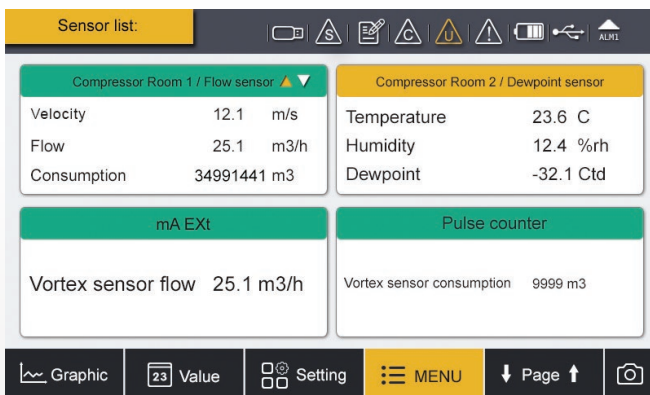 Sensor list:
S C U ! ALM1
Compressor Room 1 / Flow sensor
Velocity 12.1 m/s
Flow 25.1 m3/h
Consumption 34991441 m3
Compressor Room 2 / Dewpoint sensor
Temperature 23.6 C
Humidity 12.4 %rh
Dewpoint -32.1 Ctd
mA EXt
Vortex sensor flow 25.1 m3/h
Pulse counter
Vortex sensor consumption 9999 m3
Graphic 23 Value Setting MENU Page